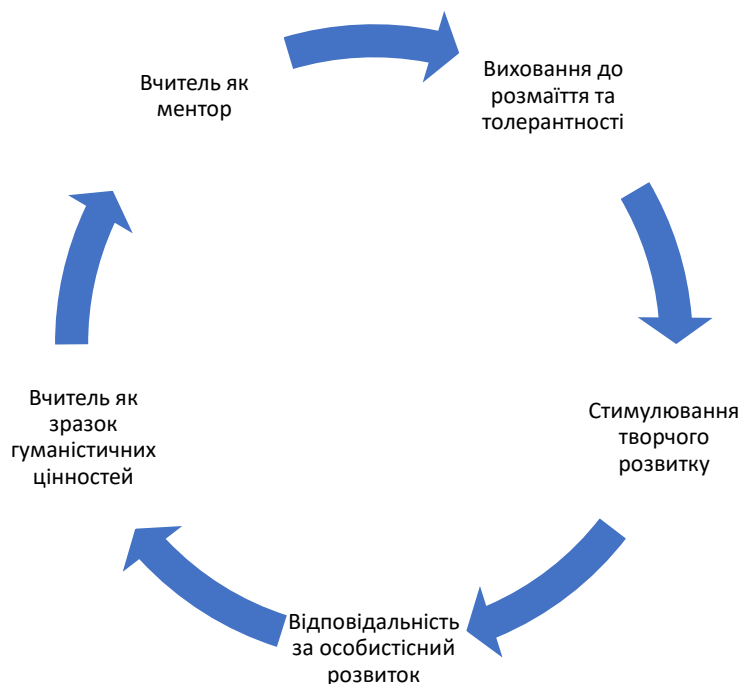 Вчитель як
ментор
Виховання до
розмаїття та
толерантності
Стимулювання
творчого
розвитку
Відповідальність
за особистісний
розвиток
Вчитель як
зразок
гуманістичних
цінностей